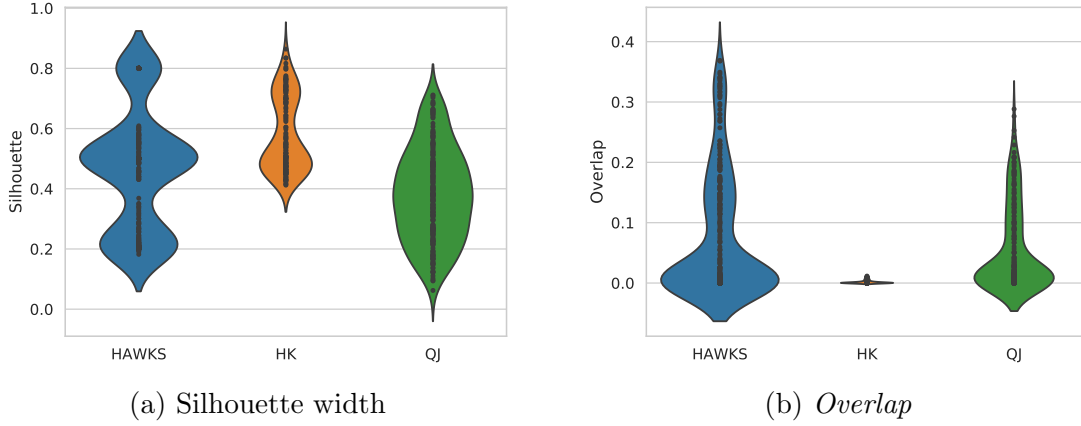 1.0
0.8
0.6
0.4
0.2
0.0
Silhouette
HAWKS HK QJ
(a) Silhouette width
0.4
0.3
0.2
0.1
0.0
Overlap
HAWKS HK QJ
(b) Overlap